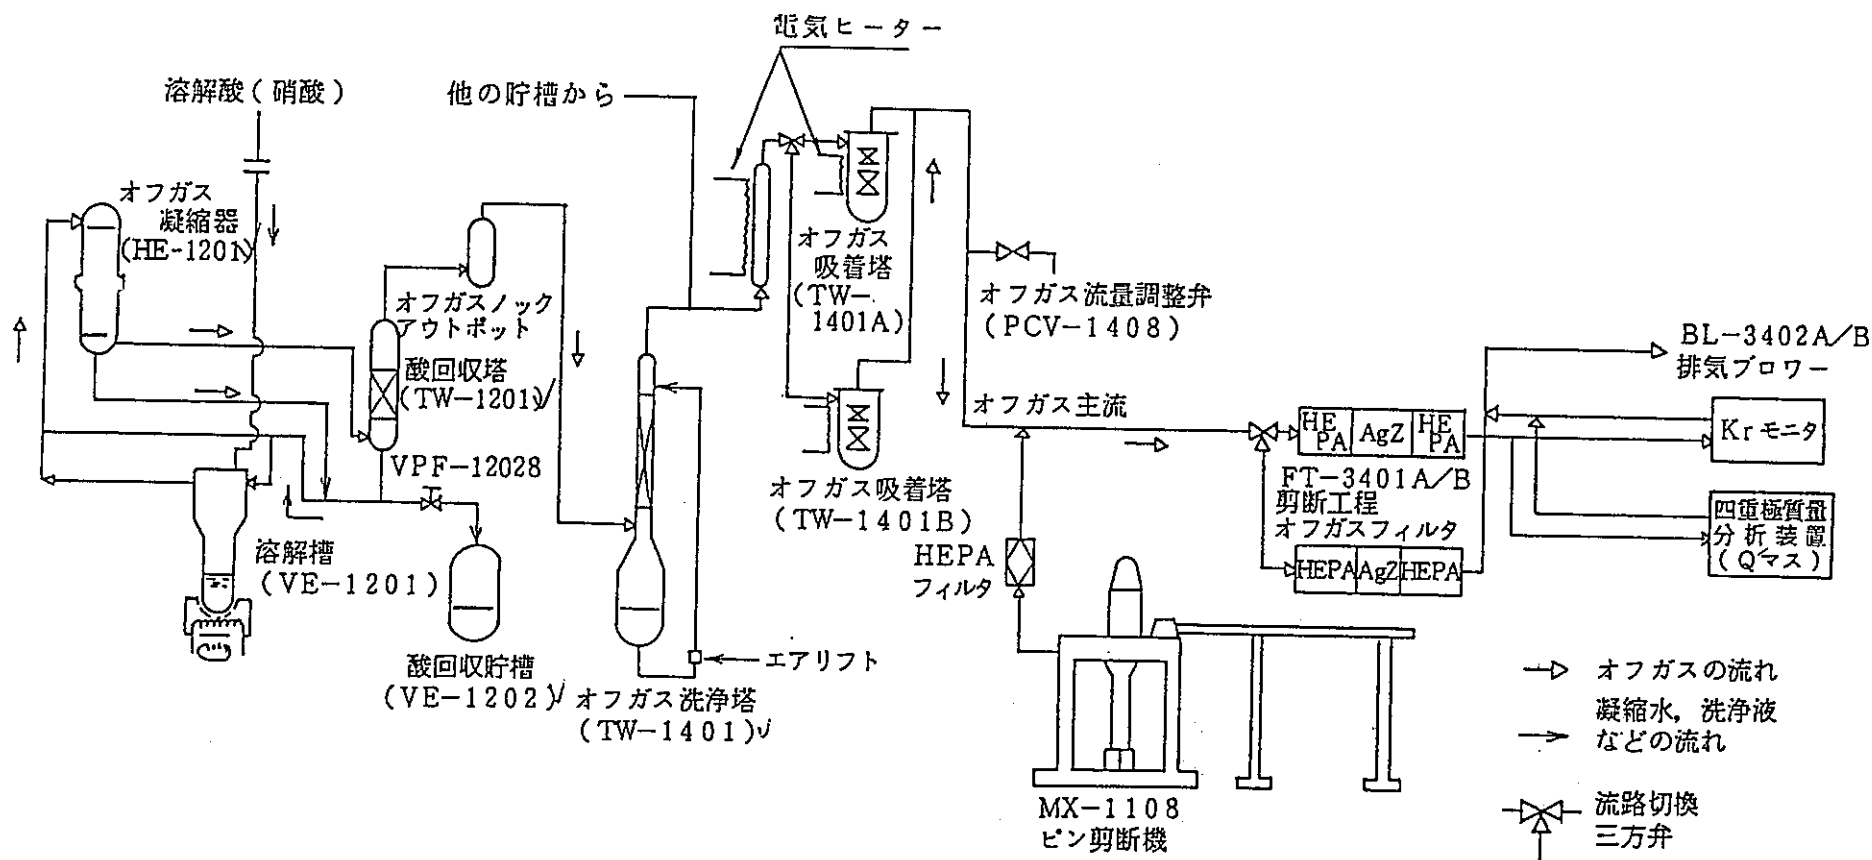 電気ヒーター
溶解酸(硝酸)
他の貯槽から
オフガス
凝縮器
(HE-1201)
オフガスノック
アウトポット
酸回収塔
(TW-1201)
VPF-12028
溶解槽
(VE-1201)
酸回収貯槽
(VE-1202)
オフガス洗浄塔
(TW-1401)
エアリフト
オフガス
吸着塔
(TW-
1401A)
オフガス吸着塔
(TW-1401B)
オフガス流量調整弁
(PCV-1408)
オフガス主流
HEPA
フィルタ
MX-1108
ピン剪断機
HE
PA
AgZ
HE
PA
FT-3401A/B
剪断工程
オフガスフィルタ
HEPA AgZ HEPA
BL-3402A/B
排気ブロワー
Krモニタ
四重極質量
分析装置
(Qマス)
オフガスの流れ
凝縮水,洗浄液
などの流れ
流路切換
三方弁